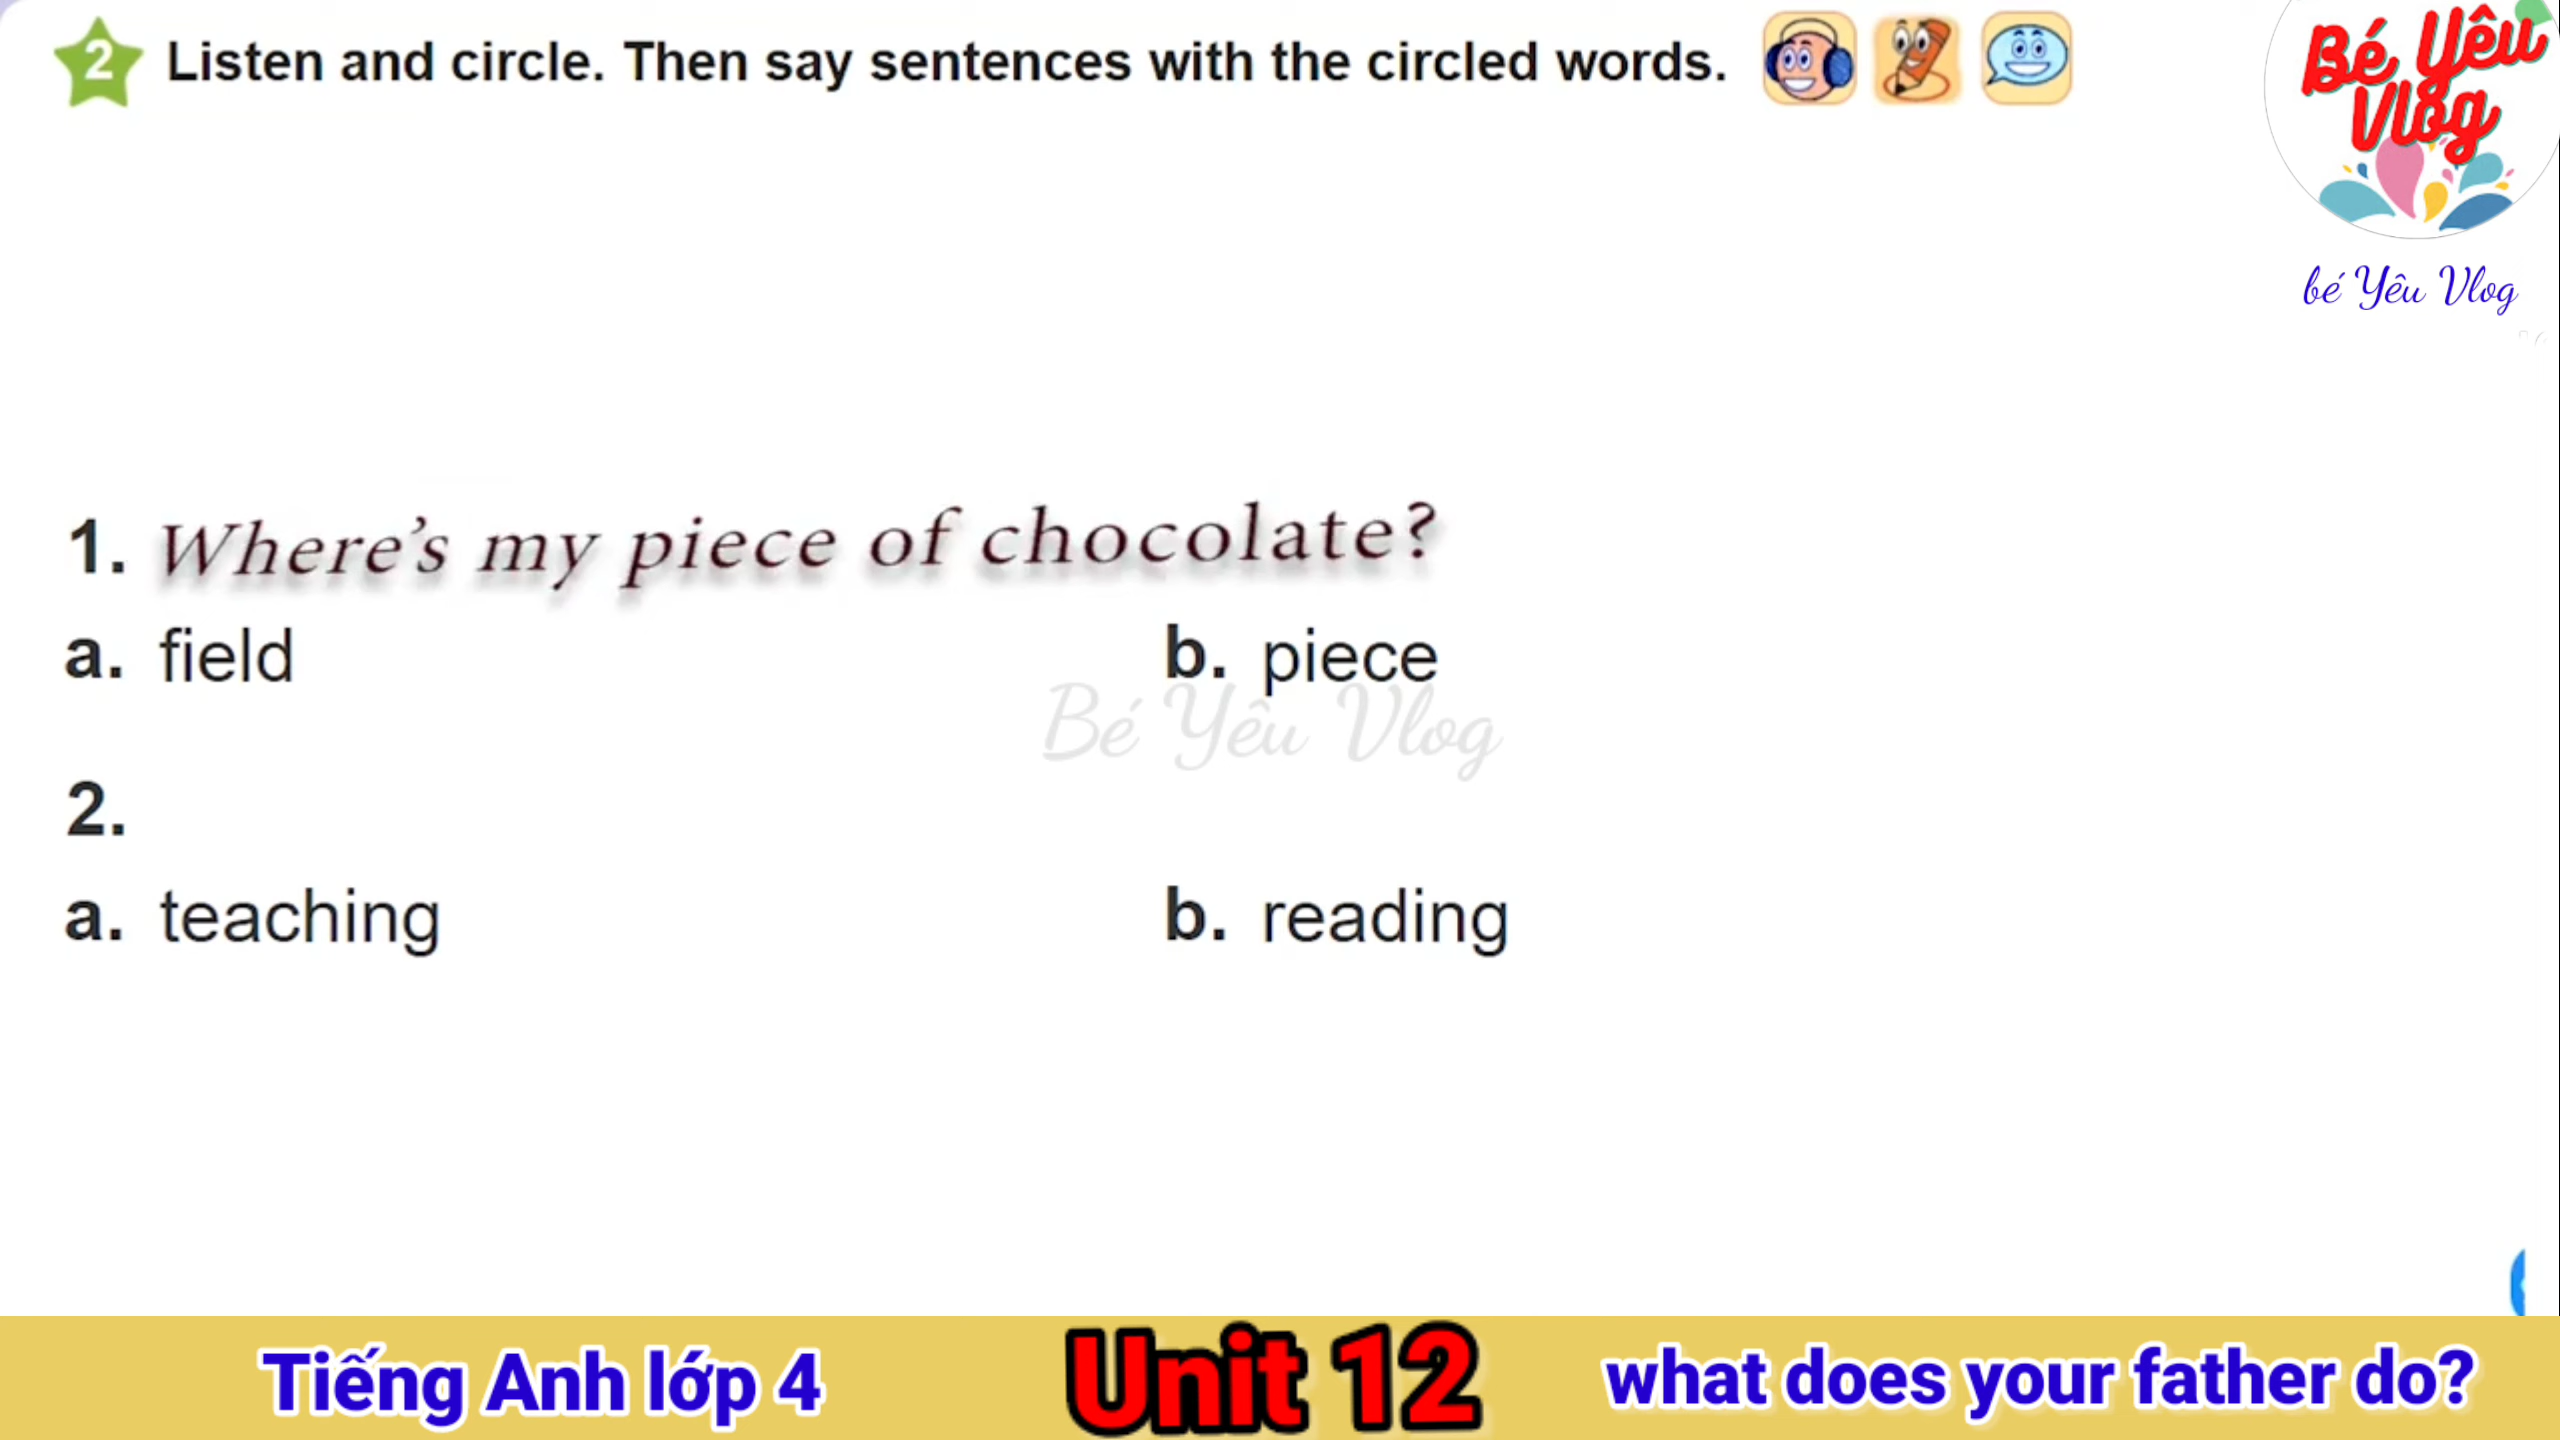 2 Listen and circle. Then say sentences with the circled words.
Bé Yêu
Vlog
bé Yêu Vlog
1. Where's my piece of chocolate?
a. field b. piece
Bé Yêu Vlog
2.
a. teaching b. reading
Tiếng Anh lớp 4 Unit 12 what does your father do?